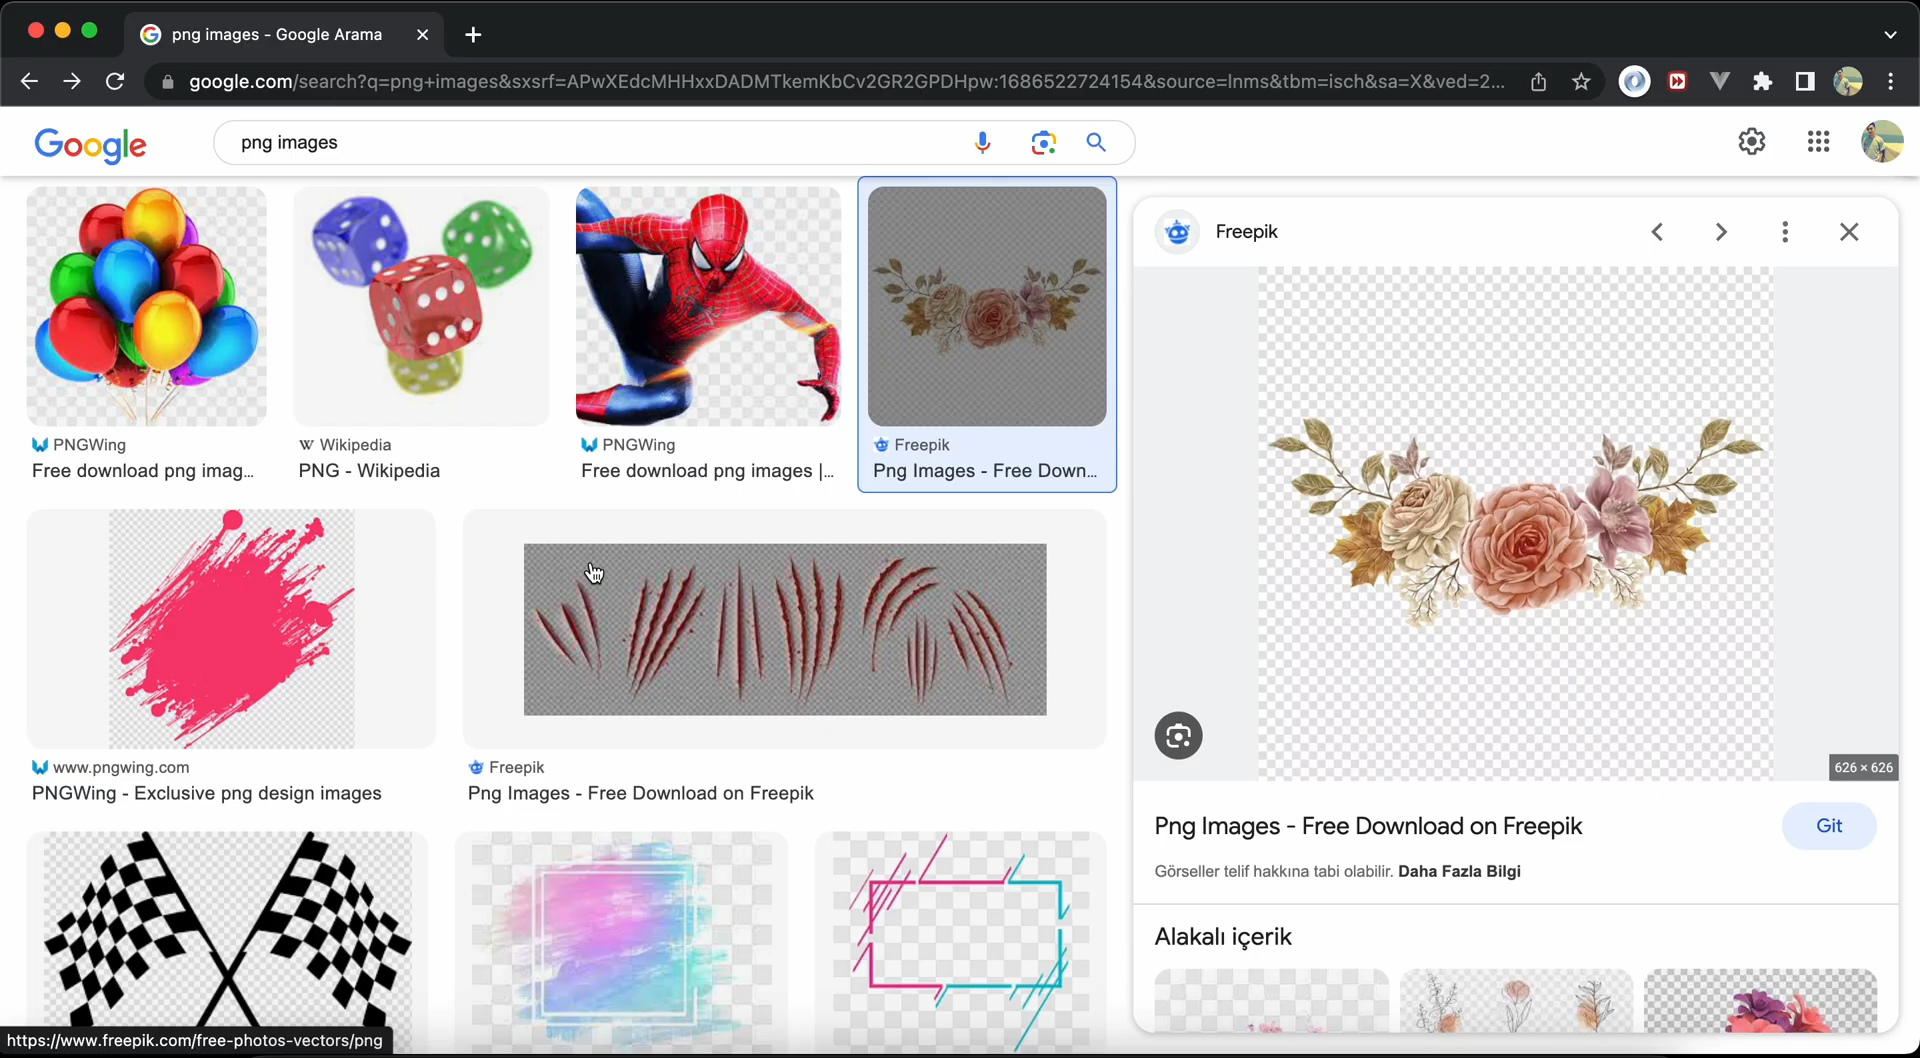 png images - Google Arama
google.com/search?q=png+images&sxsrf=APwXEdcMHHxxDADMTkemKbCv2GR2GPDHpw:1686522724154&source=lnms&tbm=isch&sa=X&ved=2...
Google
png images
Freepik
PNGWing
Free download png imag...
Wikipedia
PNG - Wikipedia
PNGWing
Free download png images |...
Freepik
Png Images - Free Down...
www.pngwing.com
PNGWing - Exclusive png design images
Freepik
Png Images - Free Download on Freepik
626 × 626
Png Images - Free Download on Freepik
Git
Görseller telif hakkına tabi olabilir. Daha Fazla Bilgi
Alakalı içerik
https://www.freepik.com/free-photos-vectors/png